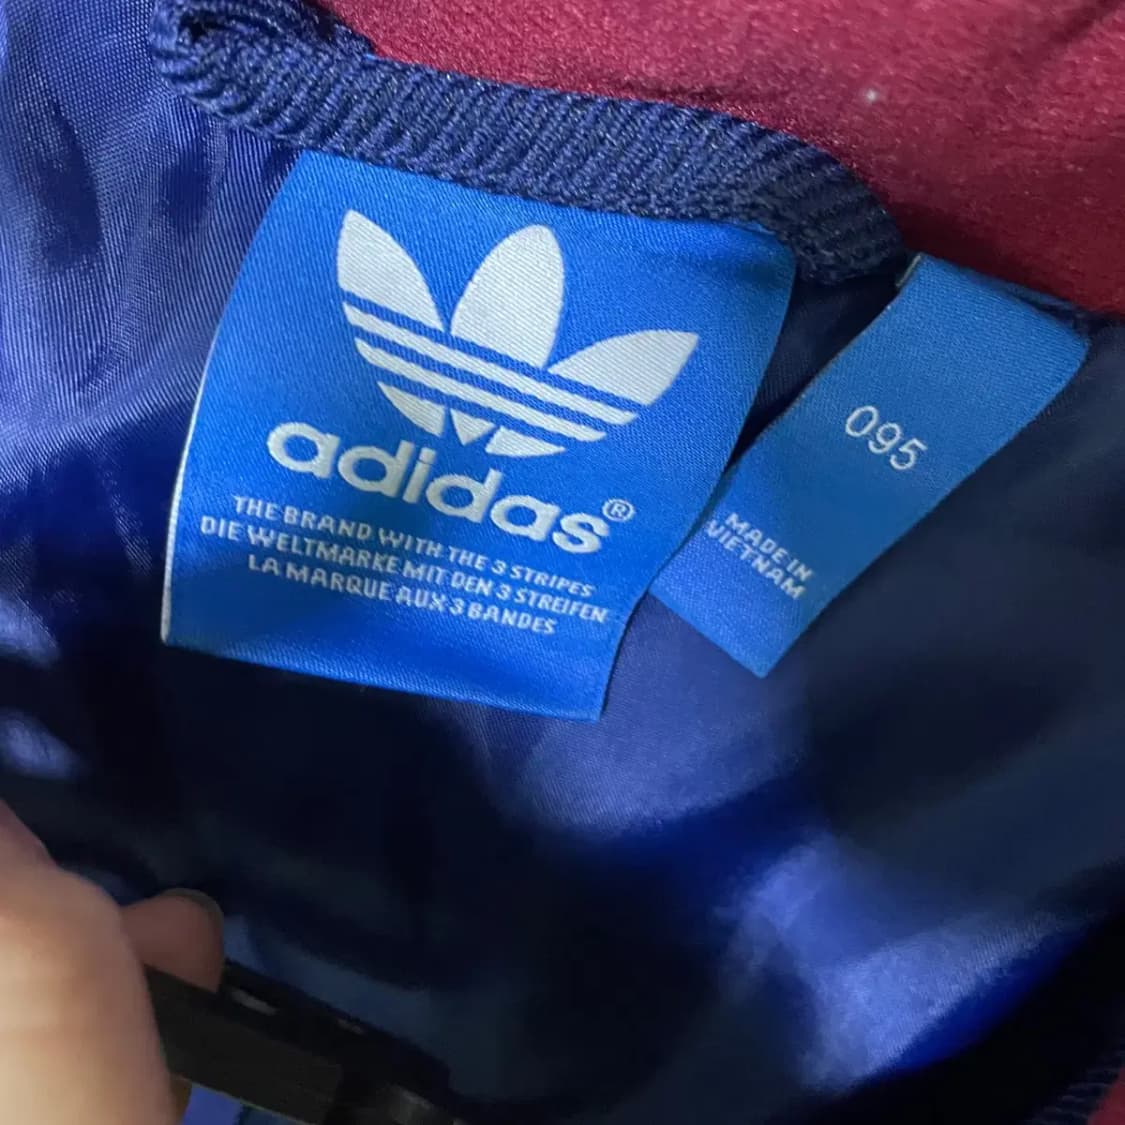 adidas®
THE BRAND WITH THE 3 STRIPES
DIE WELTMARKE MIT DEN 3 STREIFEN
LA MARQUE AUX 3 BANDES
095
MADE IN
VIETNAM